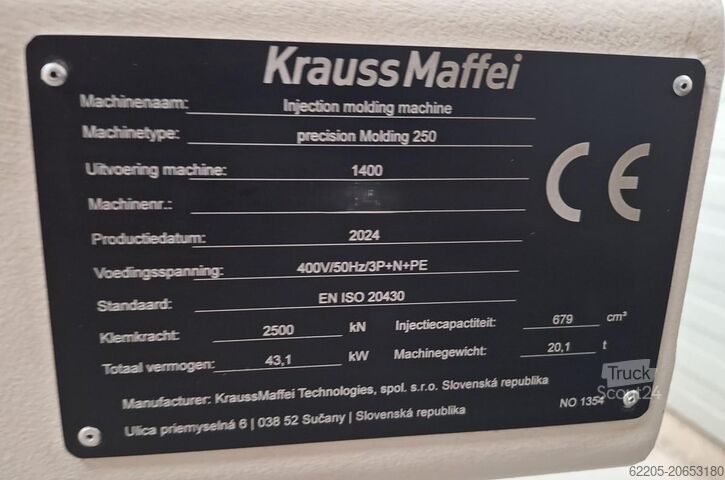 Krauss Maffei
Machinenaam: Injection molding machine
Machinetype: precision Molding 250
Uitvoering machine: 1400
Machinenr.:
Productiedatum: 2024
Voedingsspanning: 400V/50Hz/3P+N+PE
Standaard: EN ISO 20430
Klemkracht: 2500 kN Injectiecapactiteit: 679 cm³
Totaal vermogen: 43,1 kW Machinegewicht: 20,1 t
Manufacturer: KraussMaffei Technologies, spol. s.r.o. Slovenská republika
Ulica priemyselná 6 | 038 52 Sučany | Slovenská republika
NO 1354
CE
Truck
Scout24
62205-20653180